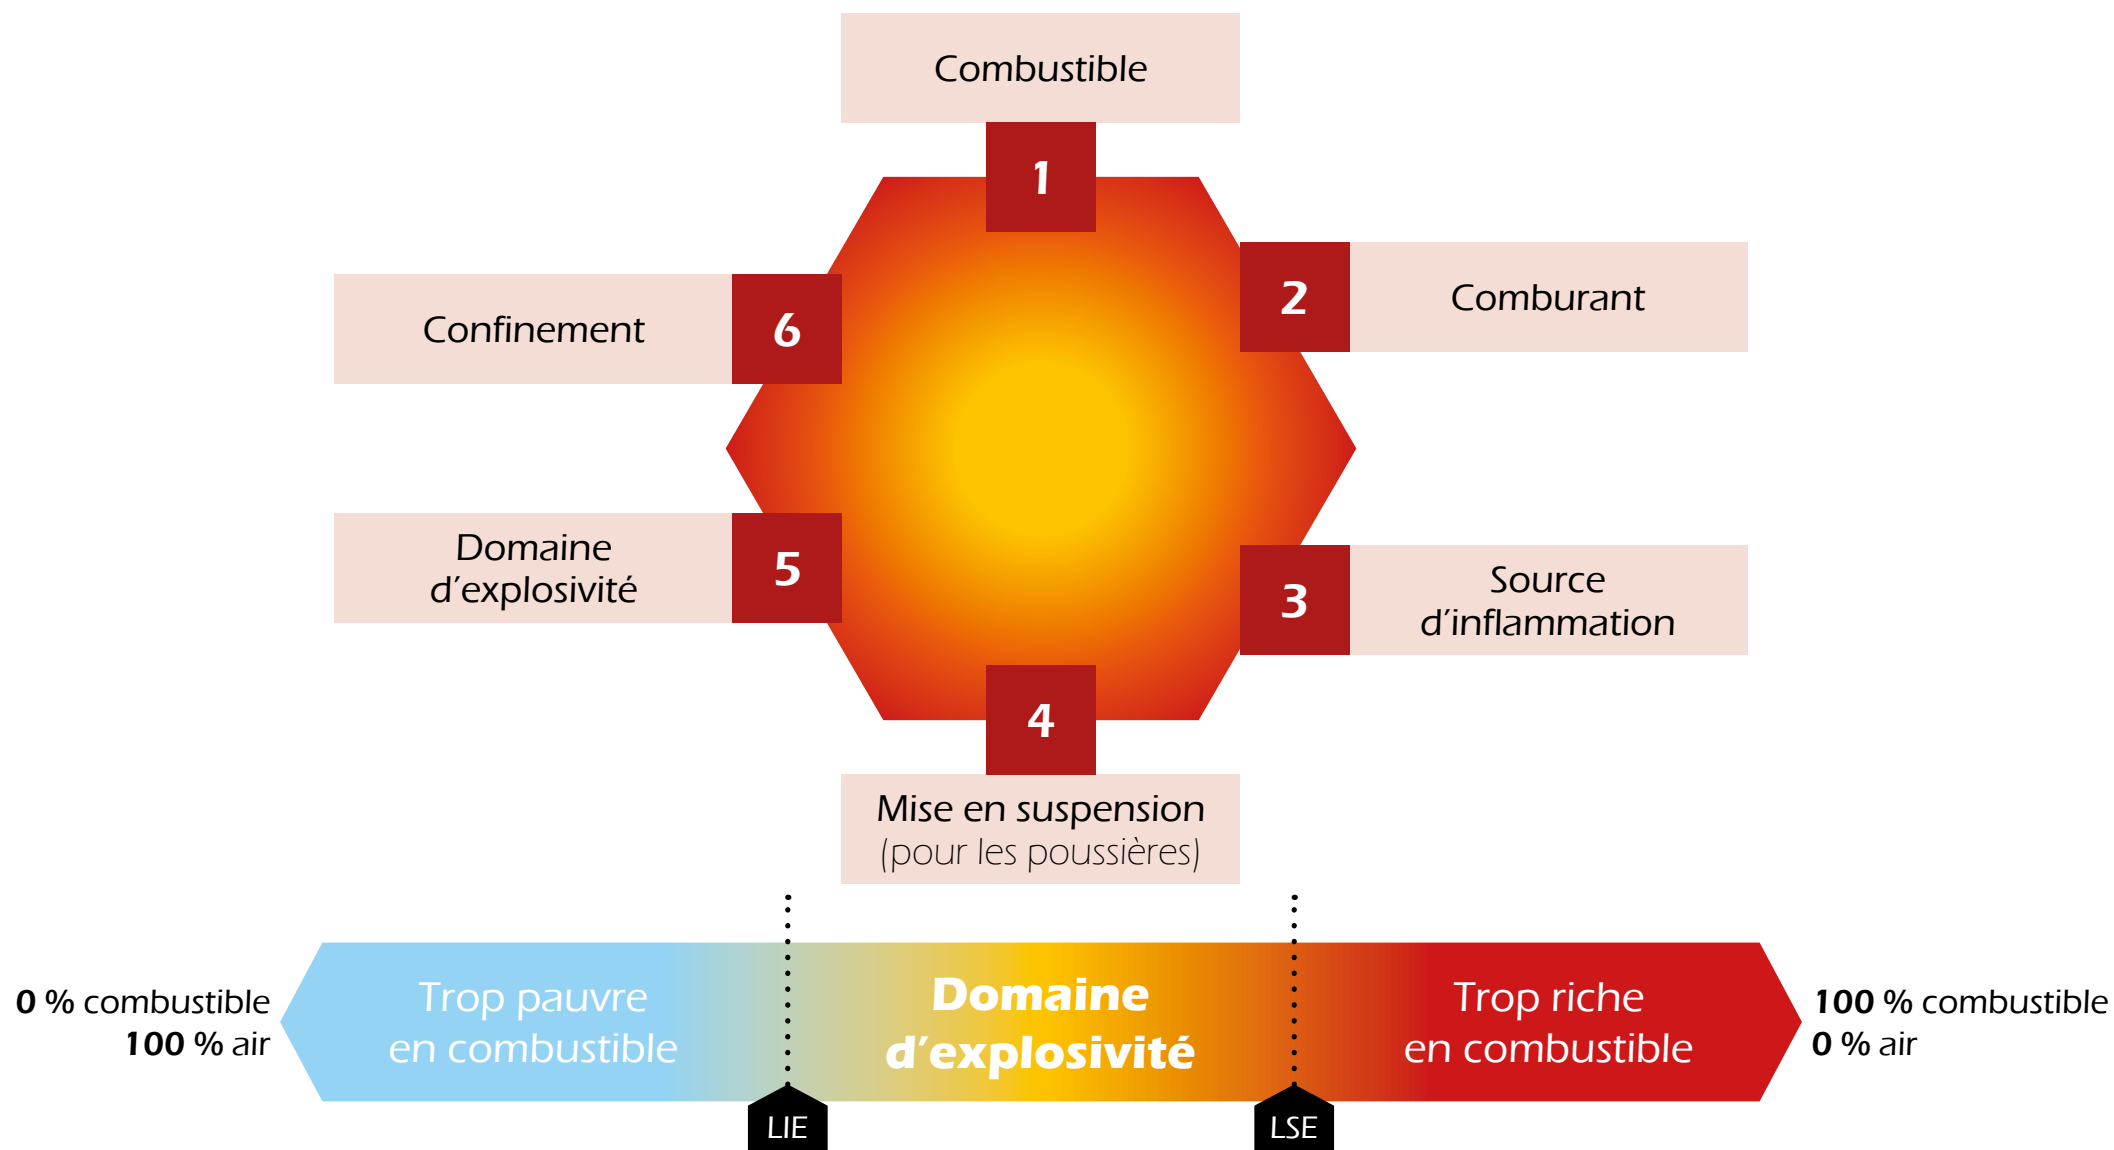 Combustible
1
2
Comburant
Confinement
6
Domaine
d'explosivité
5
3
Source
d'inflammation
4
Mise en suspension
(pour les poussières)
0 % combustible
100 % air
Trop pauvre
en combustible
Domaine
d'explosivité
Trop riche
en combustible
100 % combustible
0 % air
LIE
LSE